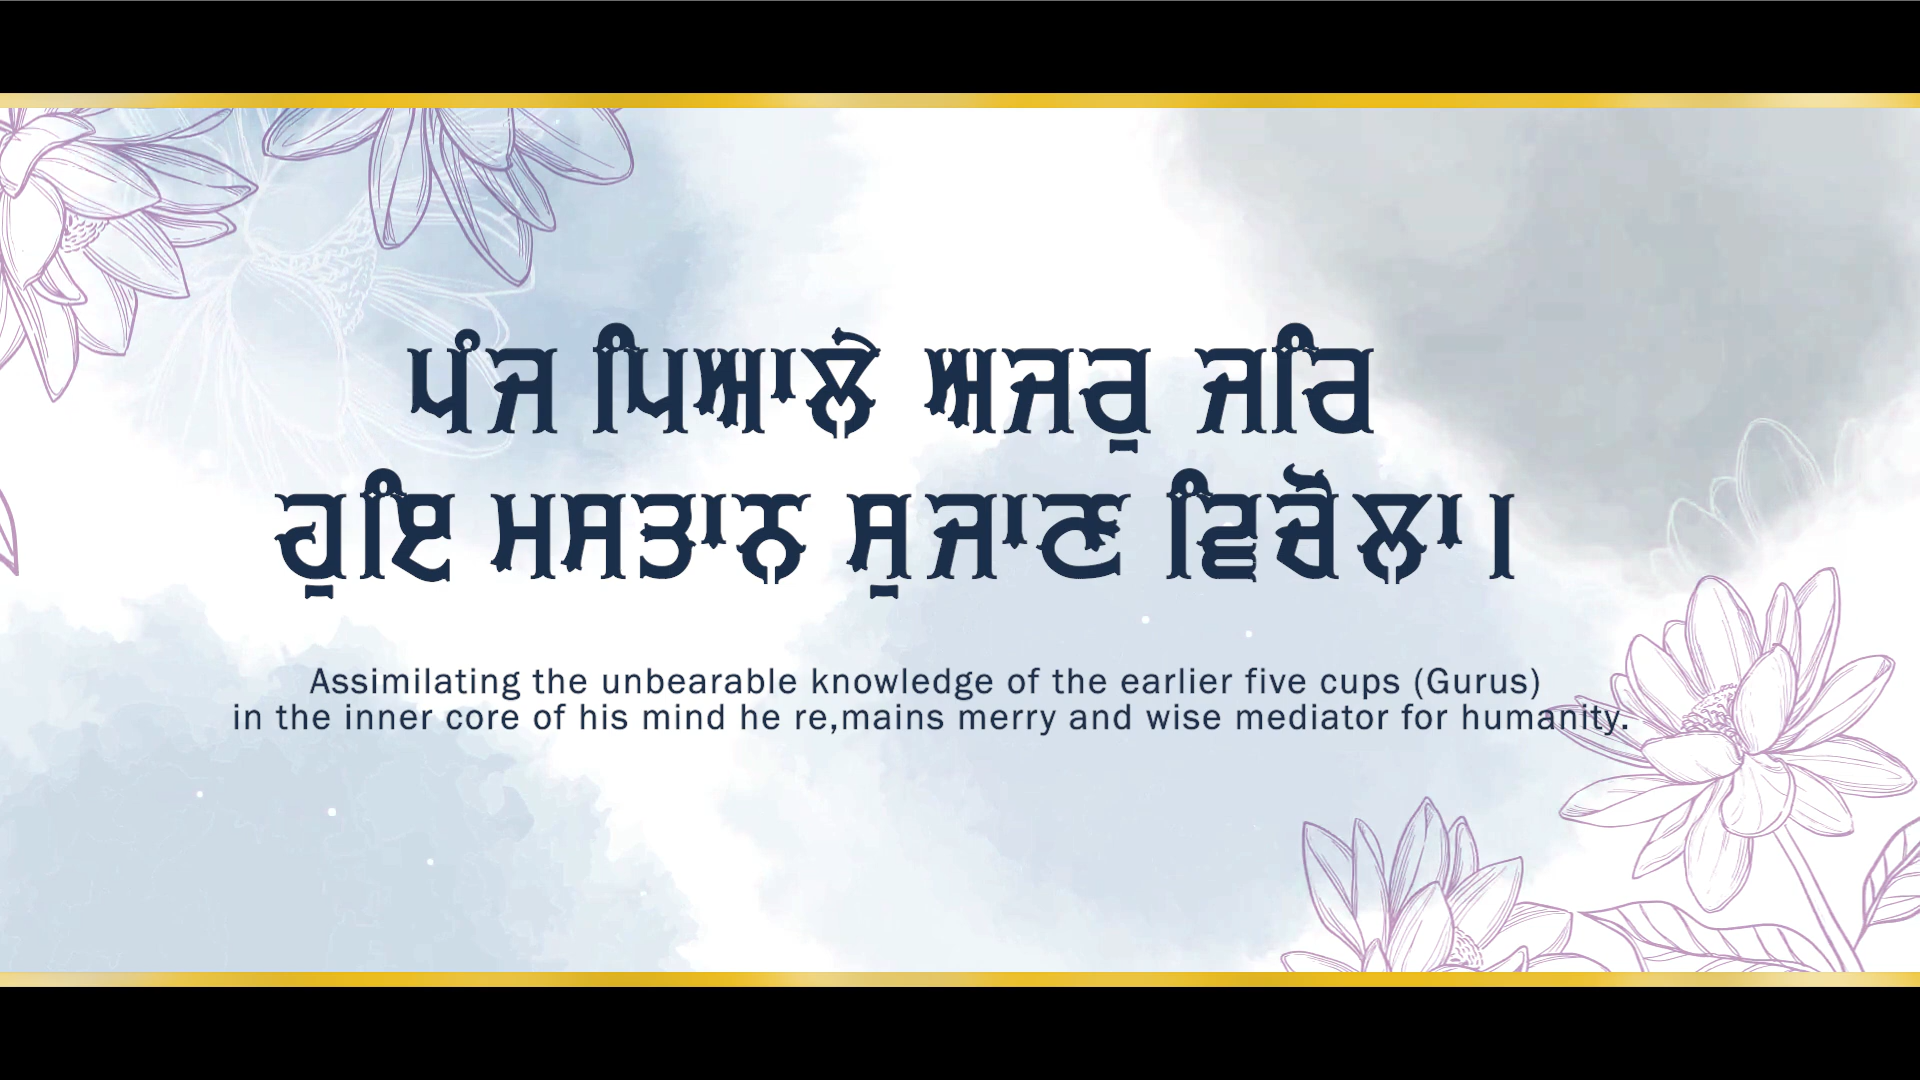 ਪੰਜ ਪਿਆਲੇ ਅਜਰੁ ਜਰਿ
ਹੁਇ ਮਸਤਾਨ ਸੁਜਾਣ ਵਿਚੋਲਾ।
Assimilating the unbearable knowledge of the earlier five cups (Gurus)
in the inner core of his mind he re,mains merry and wise mediator for humanity.